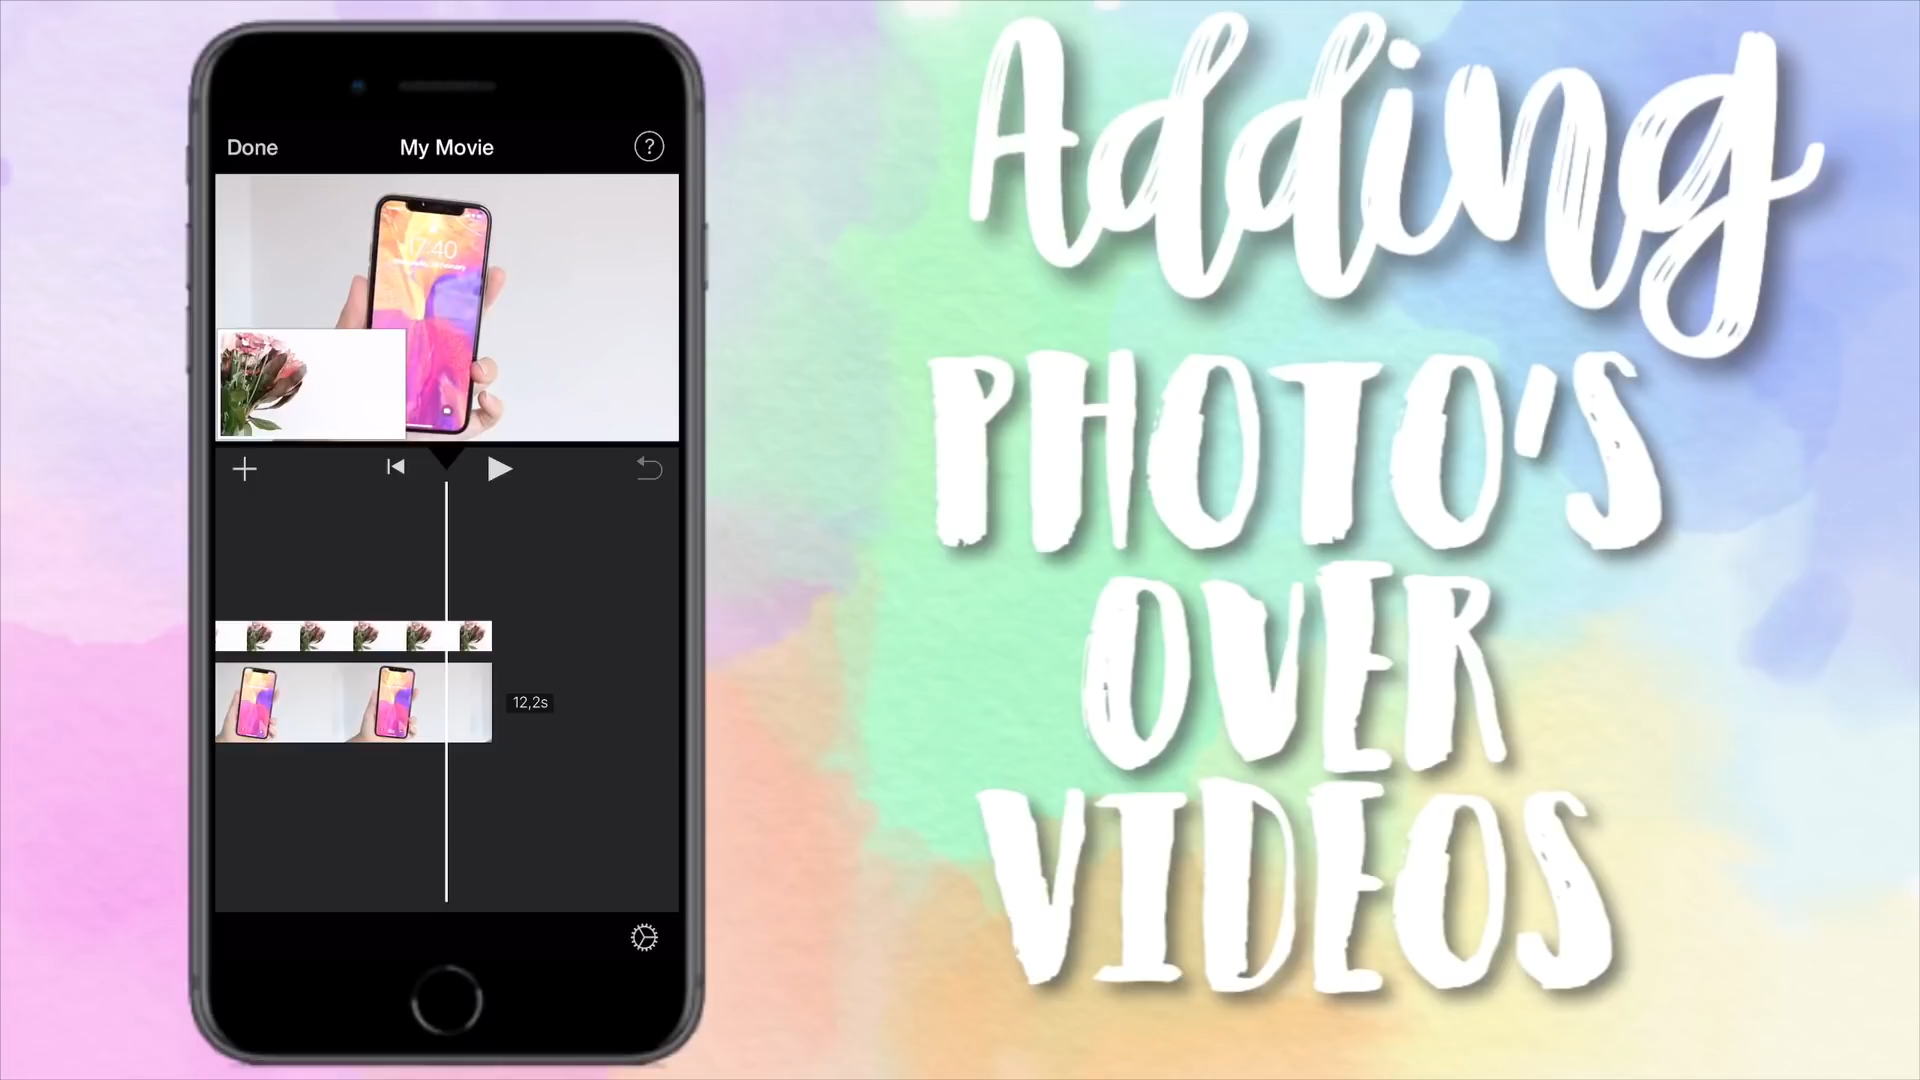 Adding
PHOTO'S
OVER
VIDEOS
Done
My Movie
?
17:40
12,2s